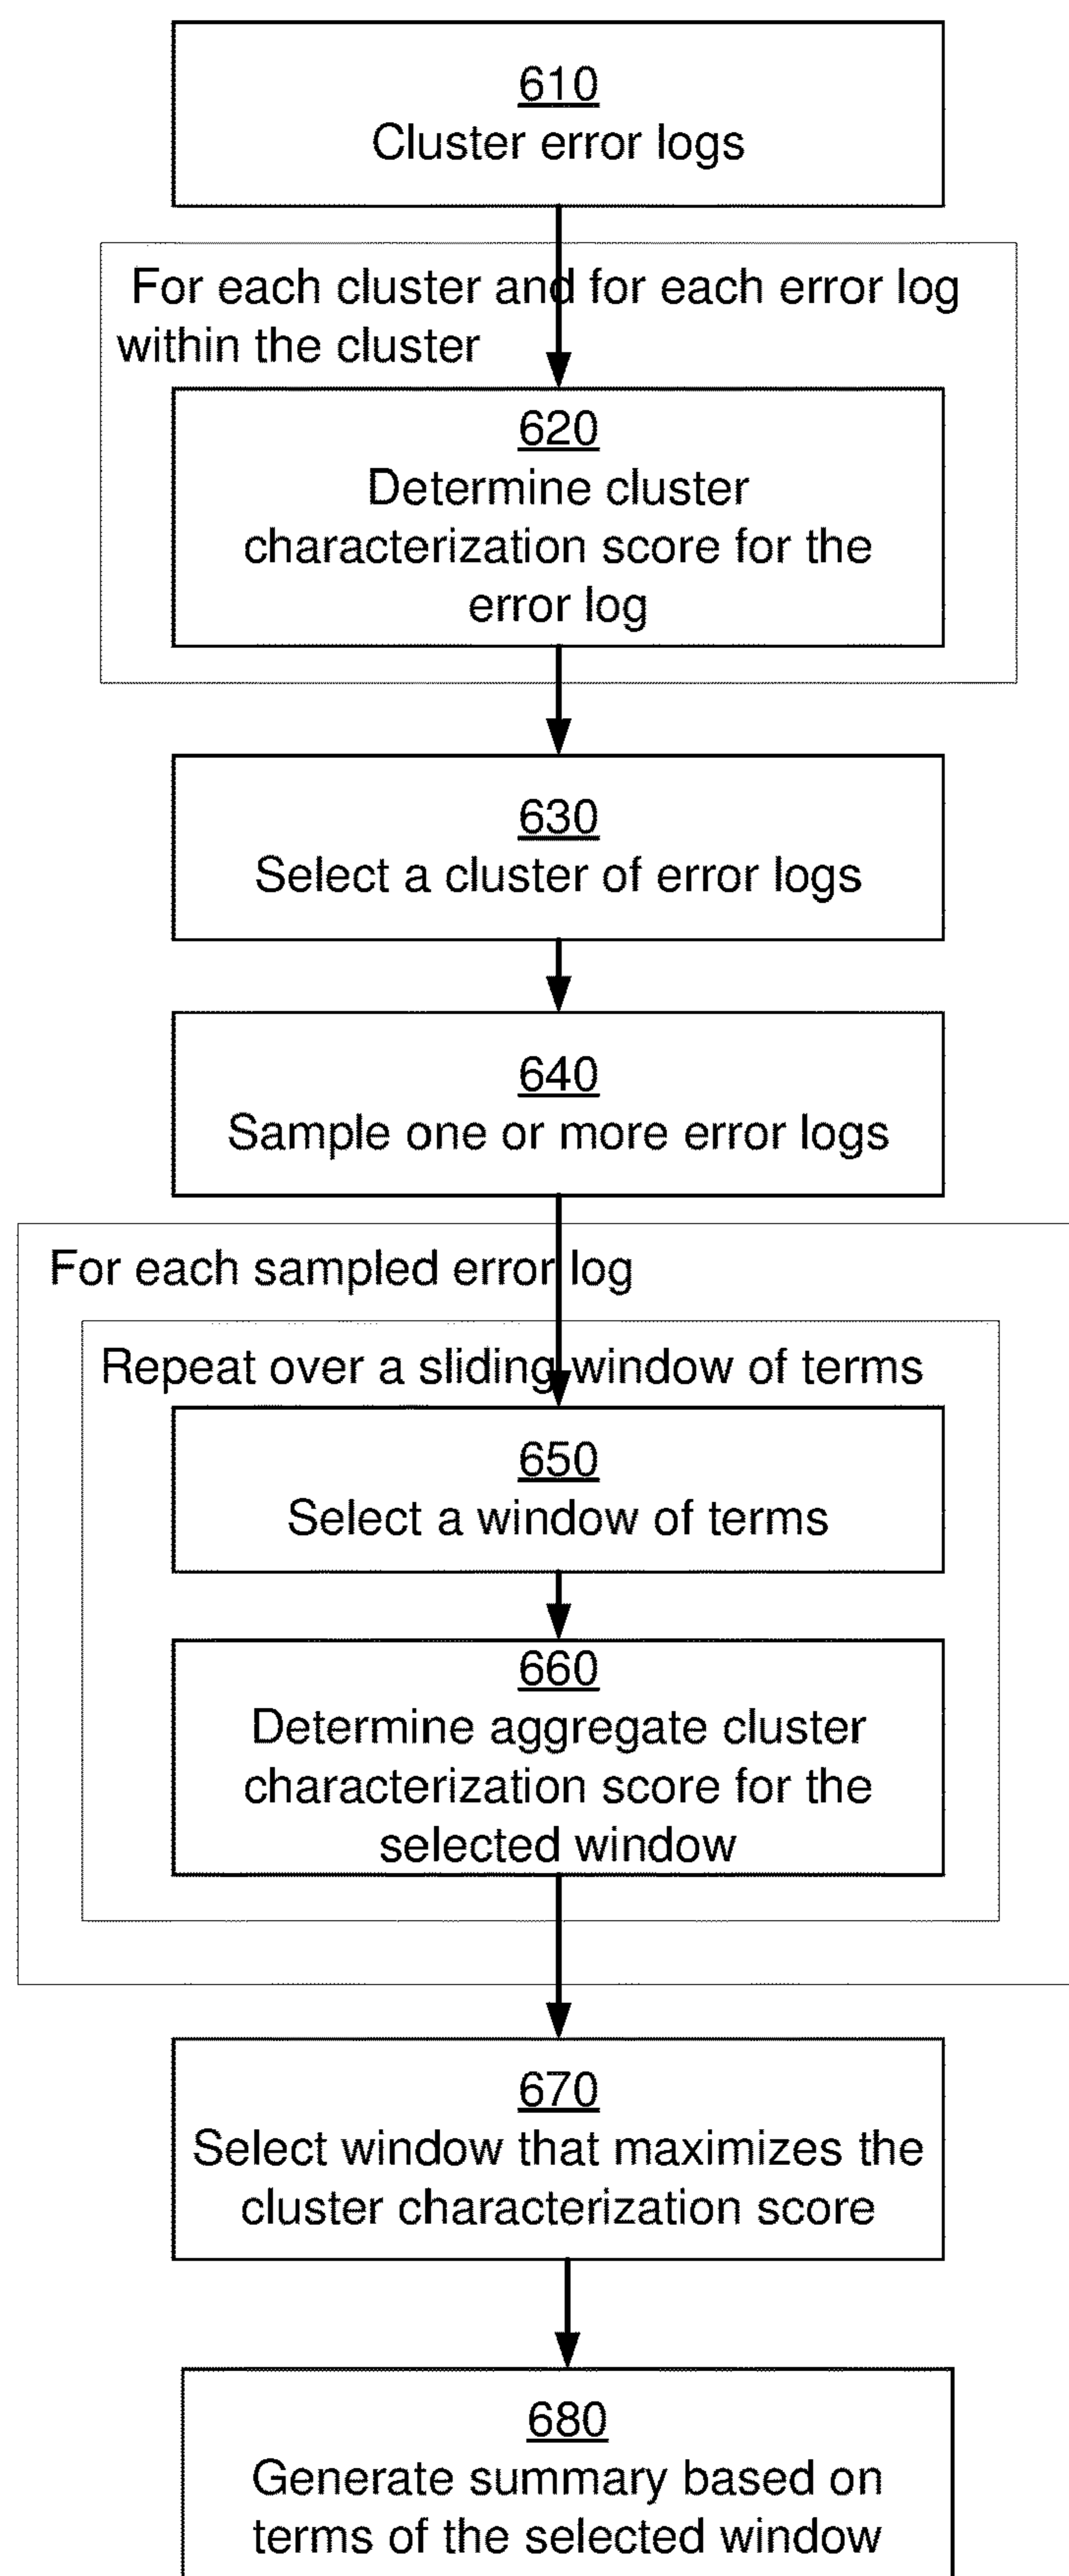 610
Cluster error logs
For each cluster and for each error log
within the cluster
620
Determine cluster
characterization score for the
error log
630
Select a cluster of error logs
640
Sample one or more error logs
For each sampled error log
Repeat over a sliding window of terms
650
Select a window of terms
660
Determine aggregate cluster
characterization score for the
selected window
670
Select window that maximizes the
cluster characterization score
680
Generate summary based on
terms of the selected window